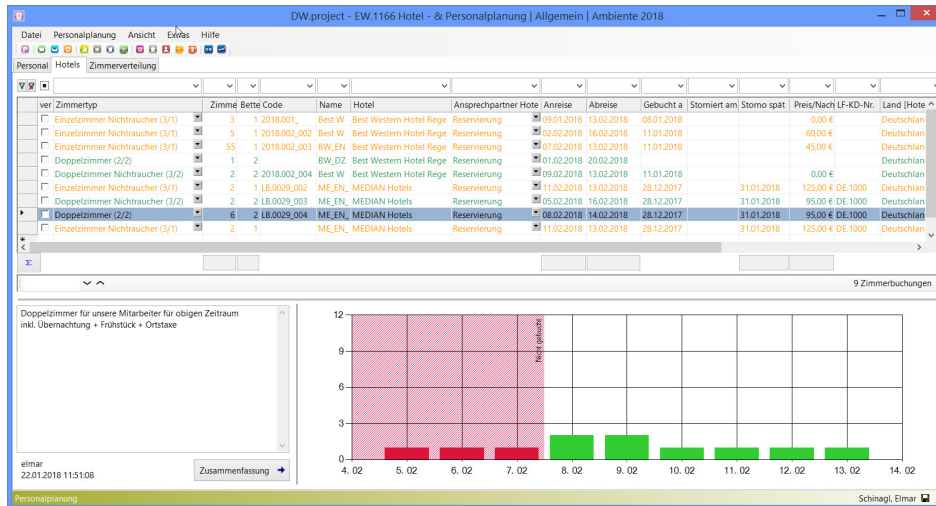 DW.project - EW.1166 Hotel - & Personalplanung | Allgemein | Ambiente 2018
Datei Personalplanung Ansicht Extras Hilfe
Personal Hotels Zimmerverteilung
ver Zimmertyp Zimme Bette Code Name Hotel Ansprechpartner Hote Anreise Abreise Gebucht a Storniert am Storno spät Preis/Nach LF-KD-Nr. Land [Hote
Einzelzimmer Nichtraucher (3/1) 3 1 2018.001_ Best W Best Western Hotel Rege Reservierung 09.01.2018 13.02.2018 08.01.2018 0,00 € Deutschlan
Einzelzimmer Nichtraucher (3/1) 5 1 2018.002_002 Best W Best Western Hotel Rege Reservierung 02.02.2018 16.02.2018 11.01.2018 60,00 € Deutschlan
Einzelzimmer Nichtraucher (3/1) 55 1 2018.002_003 BW_EN Best Western Hotel Rege Reservierung 07.02.2018 13.02.2018 11.01.2018 45,00 € Deutschlan
Doppelzimmer (2/2) 1 2 BW_DZ Best Western Hotel Rege Reservierung 01.02.2018 20.02.2018 Deutschlan
Doppelzimmer Nichtraucher (3/2) 2 2 2018.002_004 Best W Best Western Hotel Rege Reservierung 09.02.2018 13.02.2018 11.01.2018 0,00 € Deutschlan
Einzelzimmer Nichtraucher (3/1) 2 1 LB.0029_002 ME_EN_ MEDIAN Hotels Reservierung 11.02.2018 13.02.2018 28.12.2017 31.01.2018 125,00 € DE.1000 Deutschlan
Doppelzimmer Nichtraucher (3/2) 2 2 LB.0029_003 ME_EN_ MEDIAN Hotels Reservierung 05.02.2018 16.02.2018 28.12.2017 31.01.2018 95,00 € DE.1000 Deutschlan
Doppelzimmer (2/2) 6 2 LB.0029_004 ME_EN_ MEDIAN Hotels Reservierung 08.02.2018 14.02.2018 28.12.2017 31.01.2018 95,00 € DE.1000 Deutschlan
Einzelzimmer Nichtraucher (3/1) 2 1 ME_EN_ MEDIAN Hotels Reservierung 11.02.2018 13.02.2018 28.12.2017 31.01.2018 125,00 € DE.1000 Deutschlan
Σ
9 Zimmerbuchungen
Doppelzimmer für unsere Mitarbeiter für obigen Zeitraum
inkl. Übernachtung + Frühstück + Ortstaxe
elmar
22.01.2018 11:51:08
Zusammenfassung
12
9
6
3
0
Nicht gebucht
4. 02 5. 02 6. 02 7. 02 8. 02 9. 02 10. 02 11. 02 12. 02 13. 02 14. 02
Personalplanung
Schinagl, Elmar